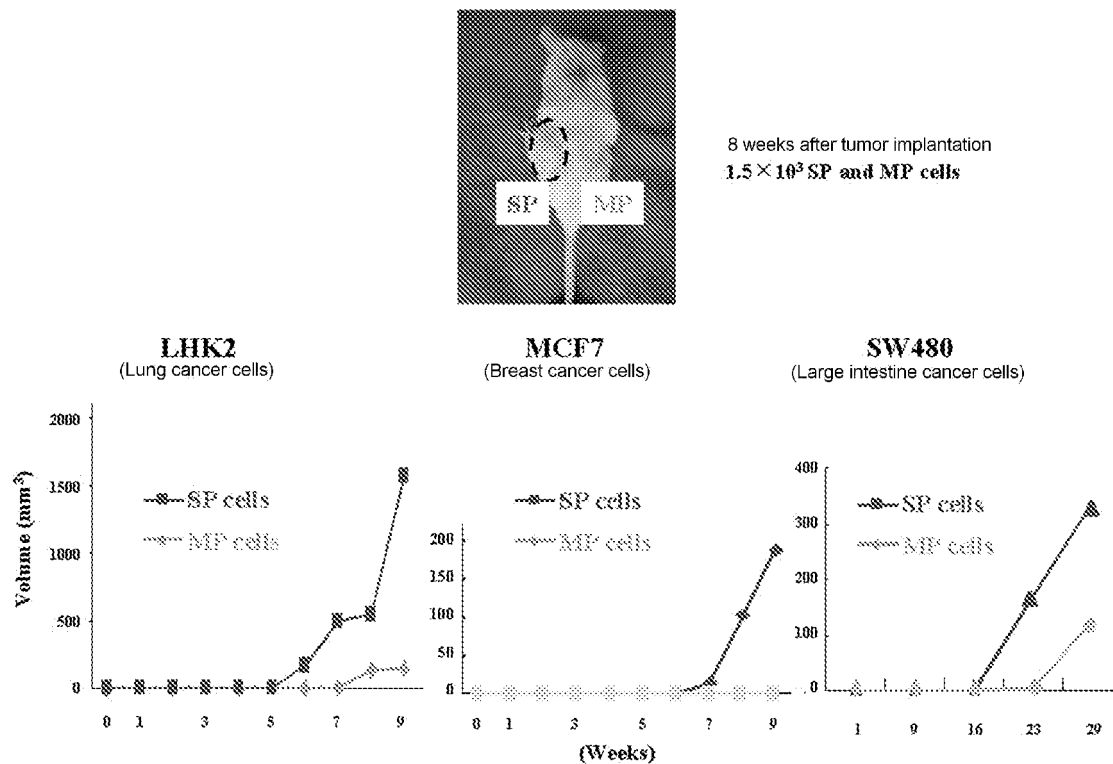 8 weeks after tumor implantation
1.5×10³ SP and MP cells
SP MP
LHK2
(Lung cancer cells)
MCF7
(Breast cancer cells)
SW480
(Large intestine cancer cells)
Volume (mm³)
2000
1500
1000
500
0
SP cells
MP cells
0 1 3 5 7 9
200
150
100
50
0
SP cells
MP cells
0 1 3 5 7 9
400
300
200
100
0
SP cells
MP cells
1 9 16 23 29
(Weeks)